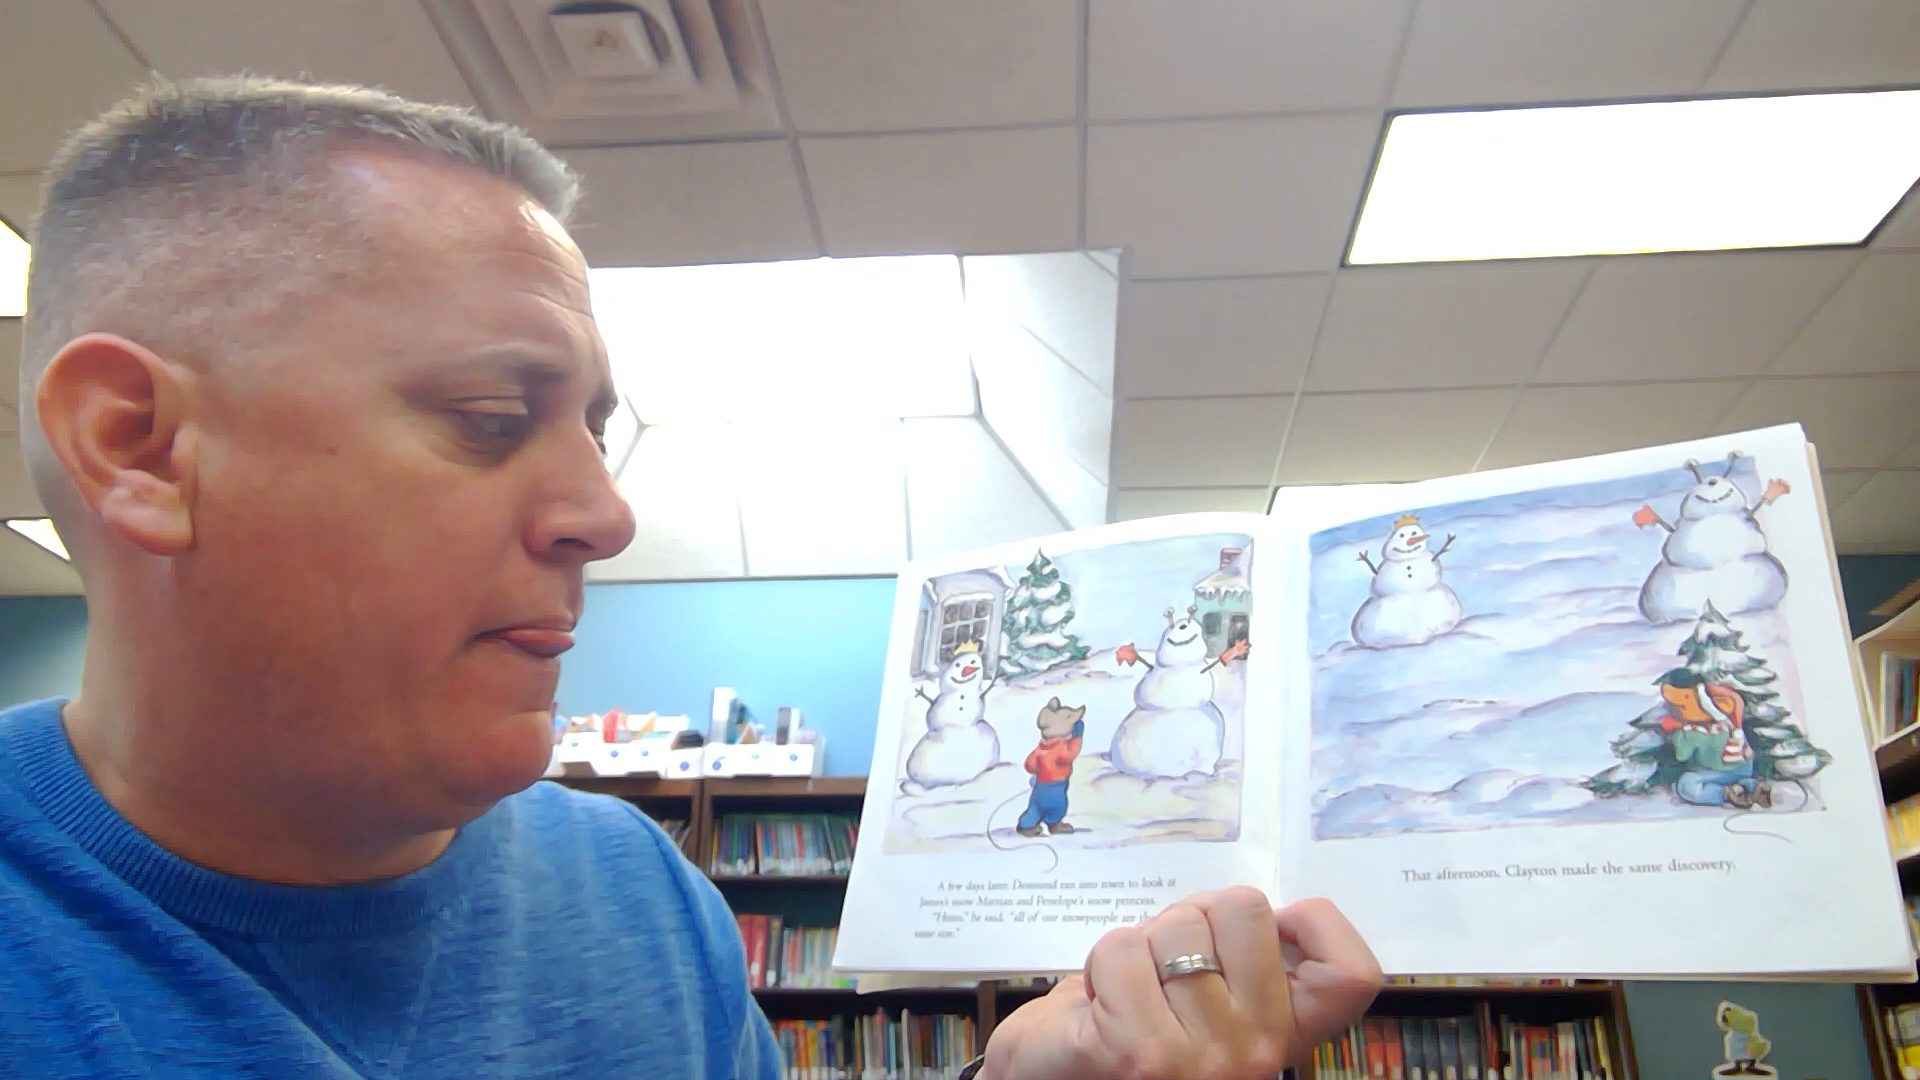 A few days later, Desmond ran into town to look at
James's snow Martian and Penelope's snow princess.
"Hmm," he said, "all of our snowpeople are the
same size."
That afternoon, Clayton made the same discovery.